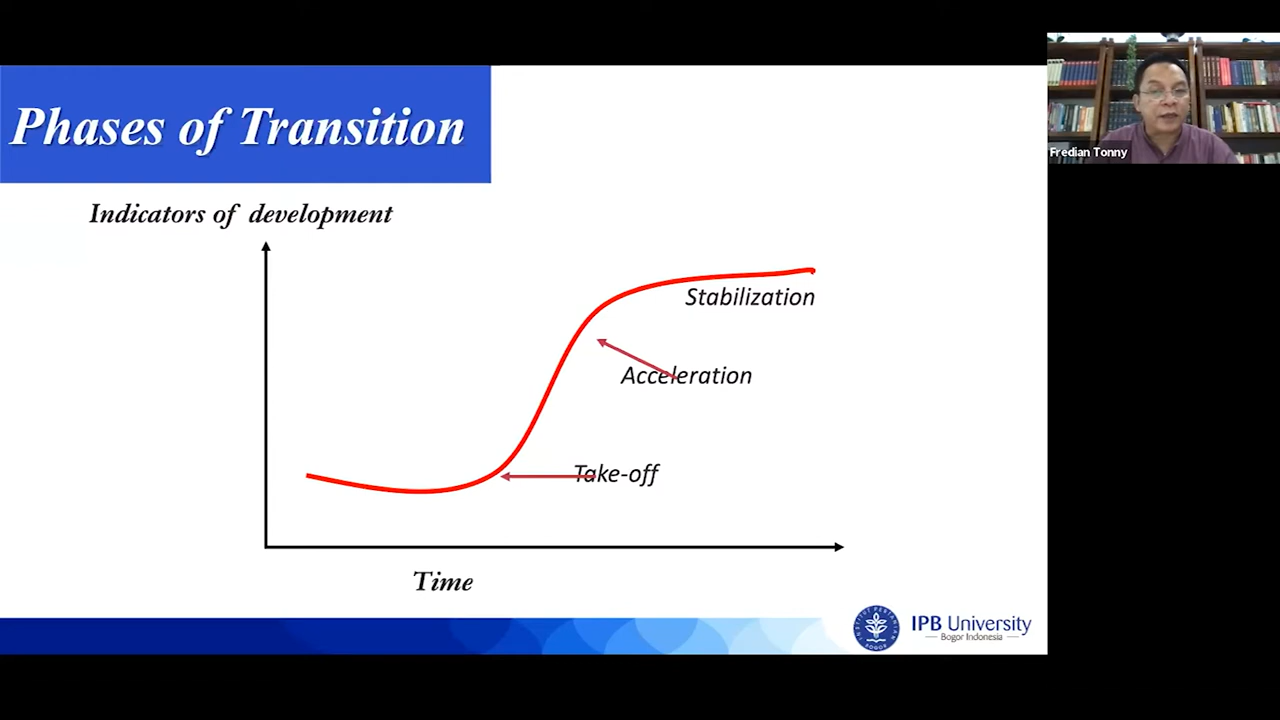 Phases of Transition
Fredian Tonny
Indicators of development
Stabilization
Acceleration
Take-off
Time
IPB University
Bogor Indonesia